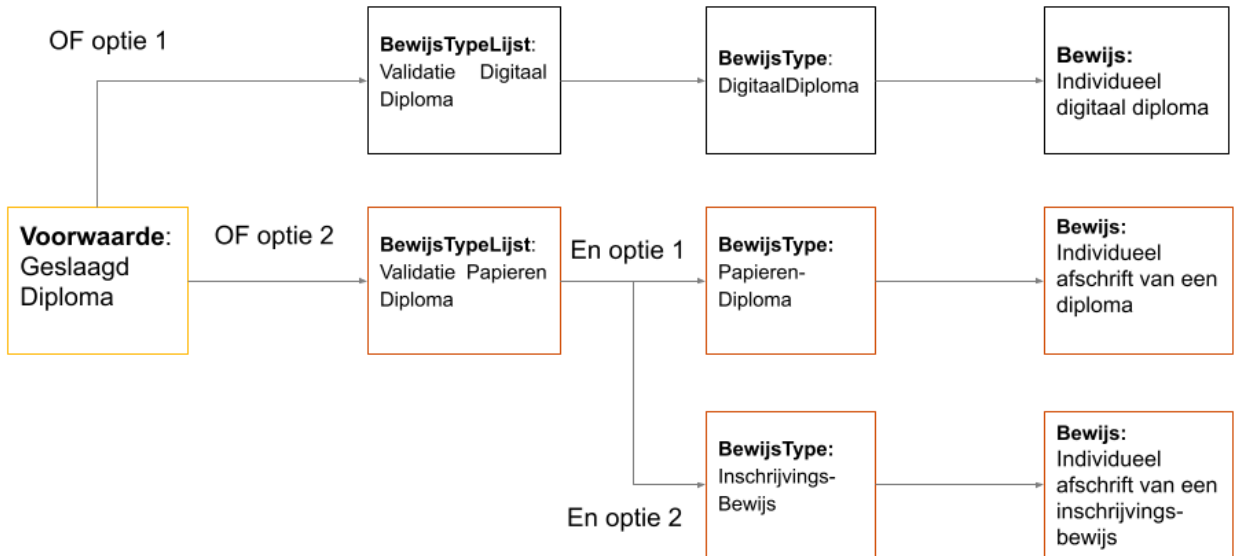 OF optie 1
BewijsTypeLijst:
Validatie Digitaal
Diploma
BewijsType:
DigitaalDiploma
Bewijs:
Individueel
digitaal diploma
Voorwaarde:
Geslaagd
Diploma
OF optie 2
BewijsTypeLijst:
Validatie Papieren
Diploma
En optie 1
BewijsType:
Papieren-
Diploma
Bewijs:
Individueel
afschrift van een
diploma
En optie 2
BewijsType:
Inschrijvings-
Bewijs
Bewijs:
Individueel
afschrift van een
inschrijvings-
bewijs